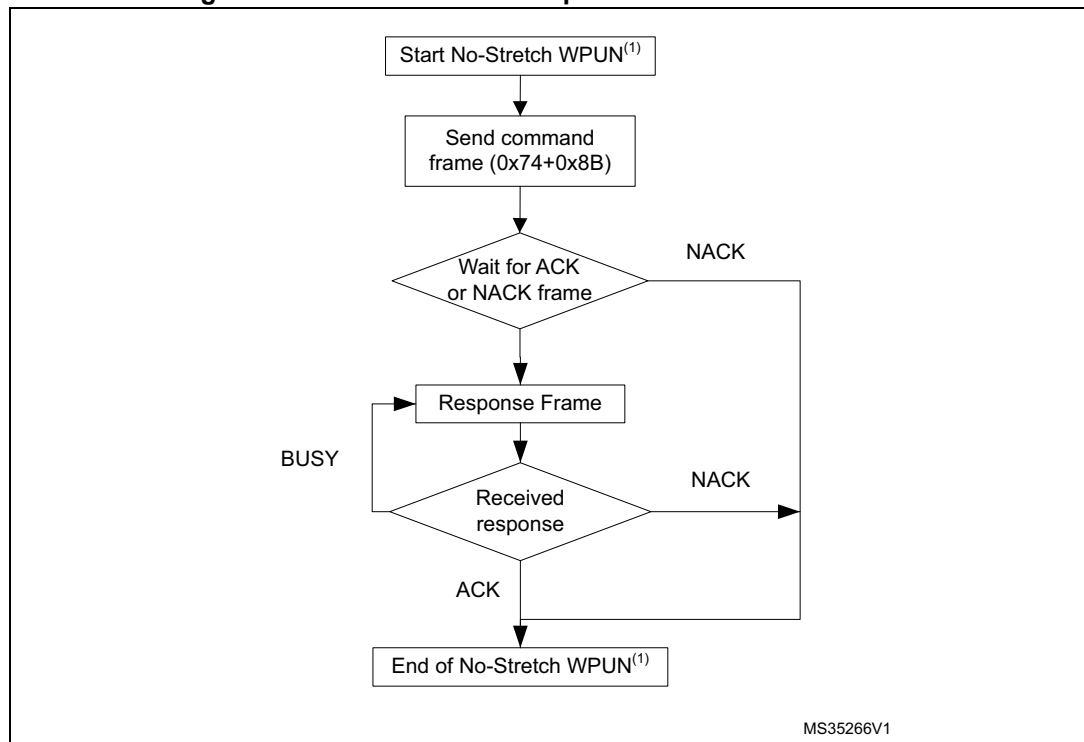 Start No-Stretch WPUN(1)
Send command
frame (0x74+0x8B)
NACK
Wait for ACK
or NACK frame
Response Frame
BUSY
NACK
Received
response
ACK
End of No-Stretch WPUN(1)
MS35266V1